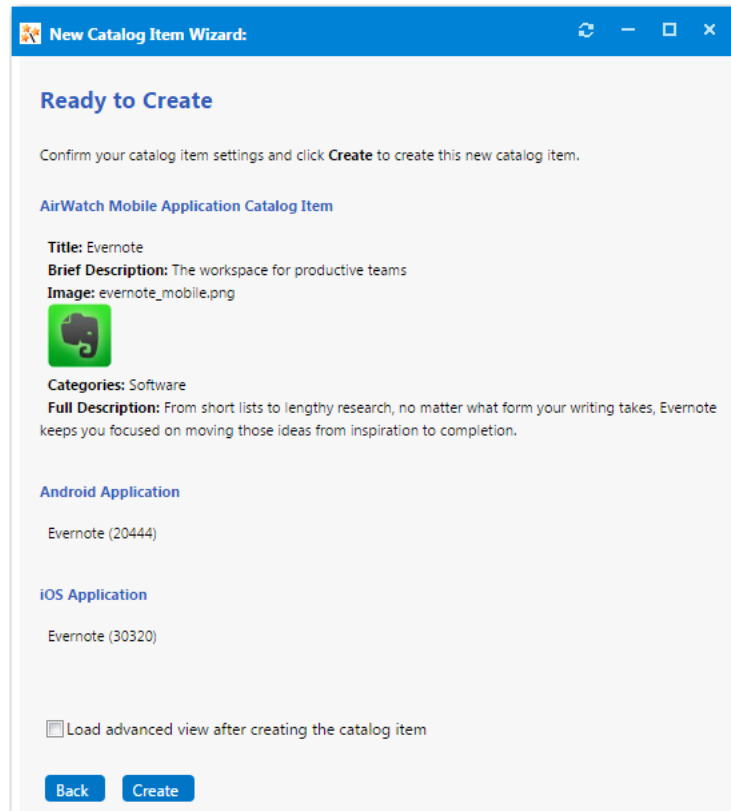 New Catalog Item Wizard:
Ready to Create
Confirm your catalog item settings and click Create to create this new catalog item.
AirWatch Mobile Application Catalog Item
Title: Evernote
Brief Description: The workspace for productive teams
Image: evernote_mobile.png
Categories: Software
Full Description: From short lists to lengthy research, no matter what form your writing takes, Evernote
keeps you focused on moving those ideas from inspiration to completion.
Android Application
Evernote (20444)
iOS Application
Evernote (30320)
Load advanced view after creating the catalog item
Back Create